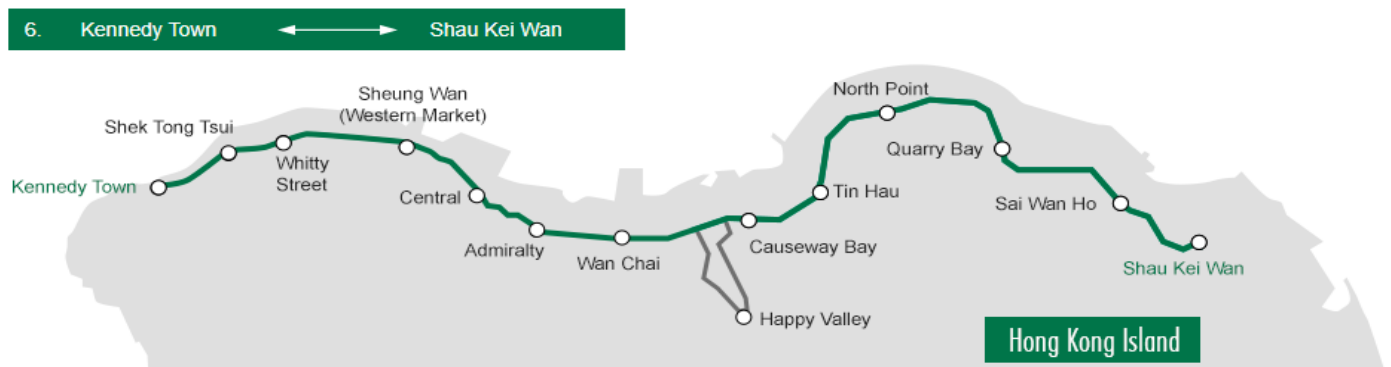 6. Kennedy Town Shau Kei Wan
Sheung Wan
(Western Market)
Shek Tong Tsui
Whitty
Street
Kennedy Town
Central
Admiralty
Wan Chai
North Point
Quarry Bay
Tin Hau
Sai Wan Ho
Causeway Bay
Shau Kei Wan
Happy Valley
Hong Kong Island